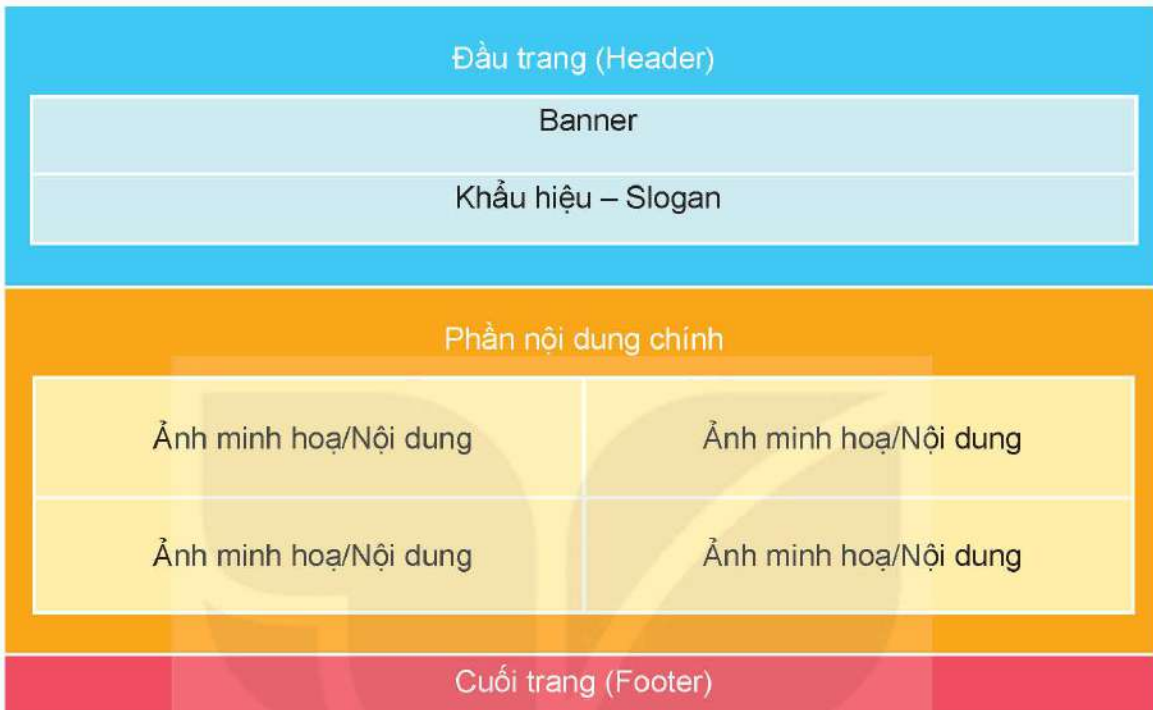 Đầu trang (Header)
Banner
Khẩu hiệu – Slogan
Phần nội dung chính
Ảnh minh hoạ/Nội dung
Ảnh minh hoạ/Nội dung
Ảnh minh hoạ/Nội dung
Ảnh minh hoạ/Nội dung
Cuối trang (Footer)